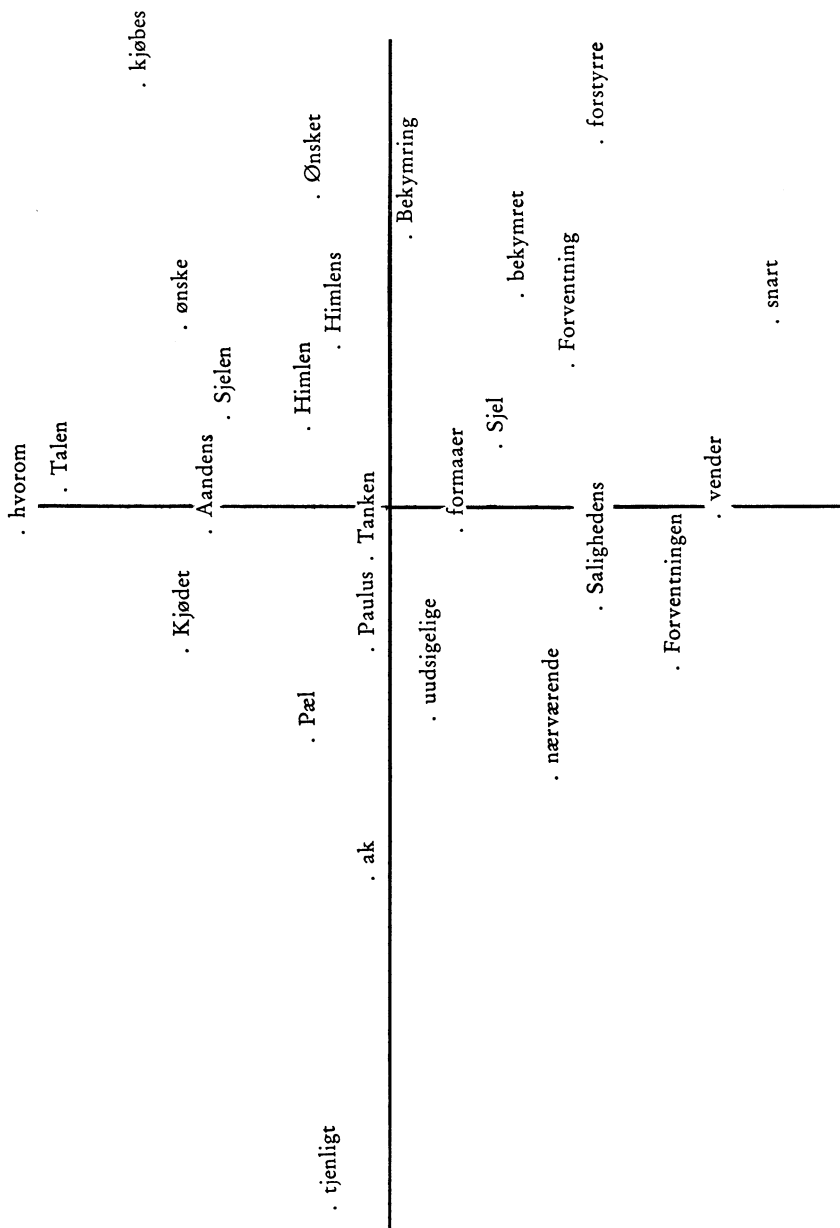 hvorom
Talen
kjøbes
Kjødet
Aandens
ønske
Sjelen
Pæl
Himlen
Ønsket
Himlens
tjenligt
ak
Paulus
Tanken
Bekymring
uudsigelige
formaaer
Sjel
bekymret
nærværende
Forventning
Salighedens
forstyrre
Forventningen
vender
snart